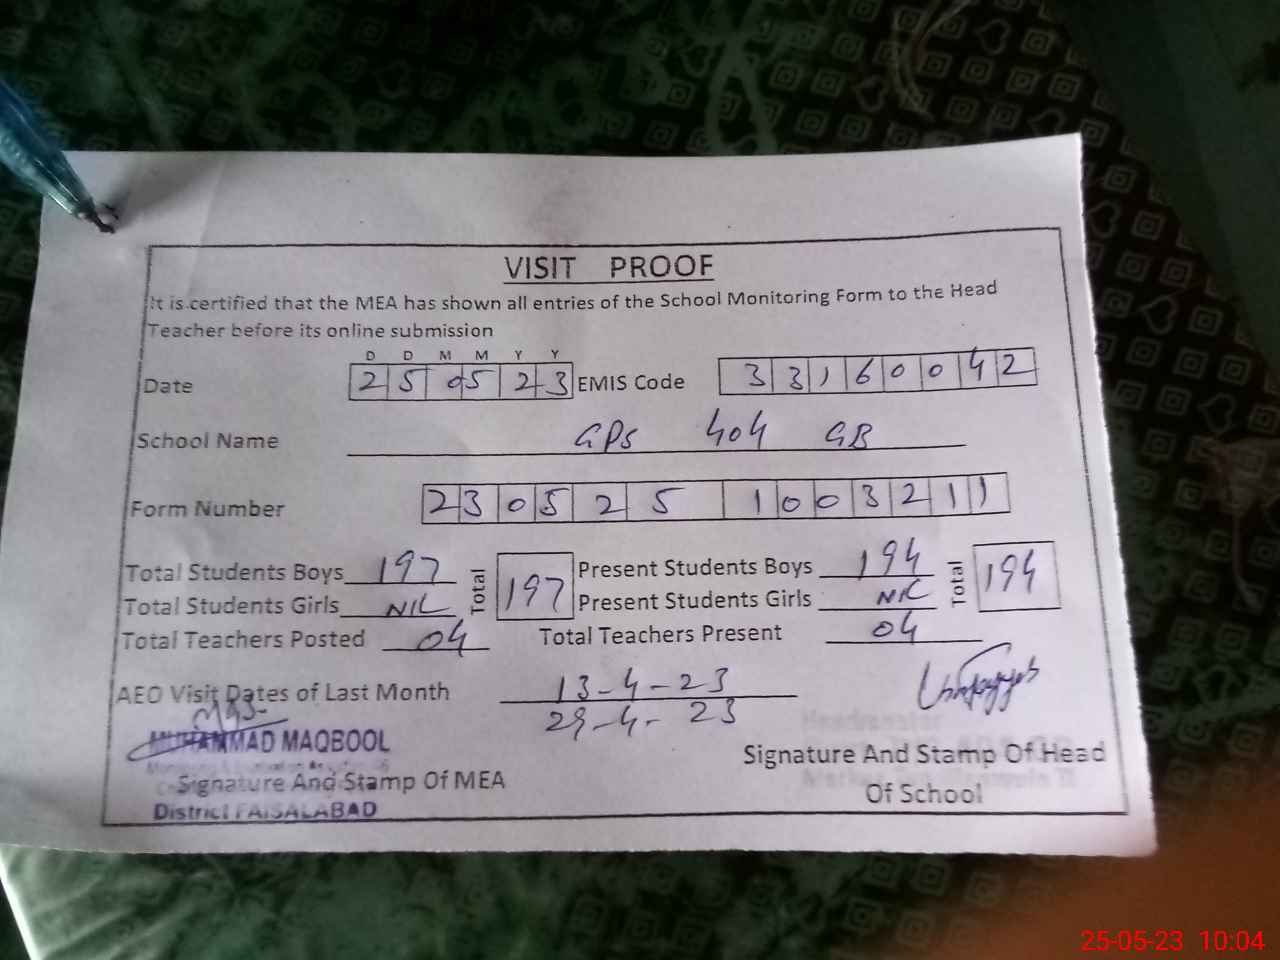 VISIT PROOF
It is certified that the MEA has shown all entries of the School Monitoring Form to the Head
Teacher before its online submission
D D M M Y Y
Date 2 5 0 5 2 3 EMIS Code 3 3 1 6 0 0 4 2
School Name GPS 404 GB
Form Number 2 3 0 5 2 5 1 0 0 3 2 1 1
Total Students Boys 197 Total 197 Present Students Boys 194 Total 194
Total Students Girls NIL Present Students Girls NIL
Total Teachers Posted 04 Total Teachers Present 04
AEO Visit Dates of Last Month 13-4-23
29-4-23
MUHAMMAD MAQBOOL
Signature And Stamp Of MEA
District FAISALABAD
Signature And Stamp Of Head
Of School
25-05-23 10:04